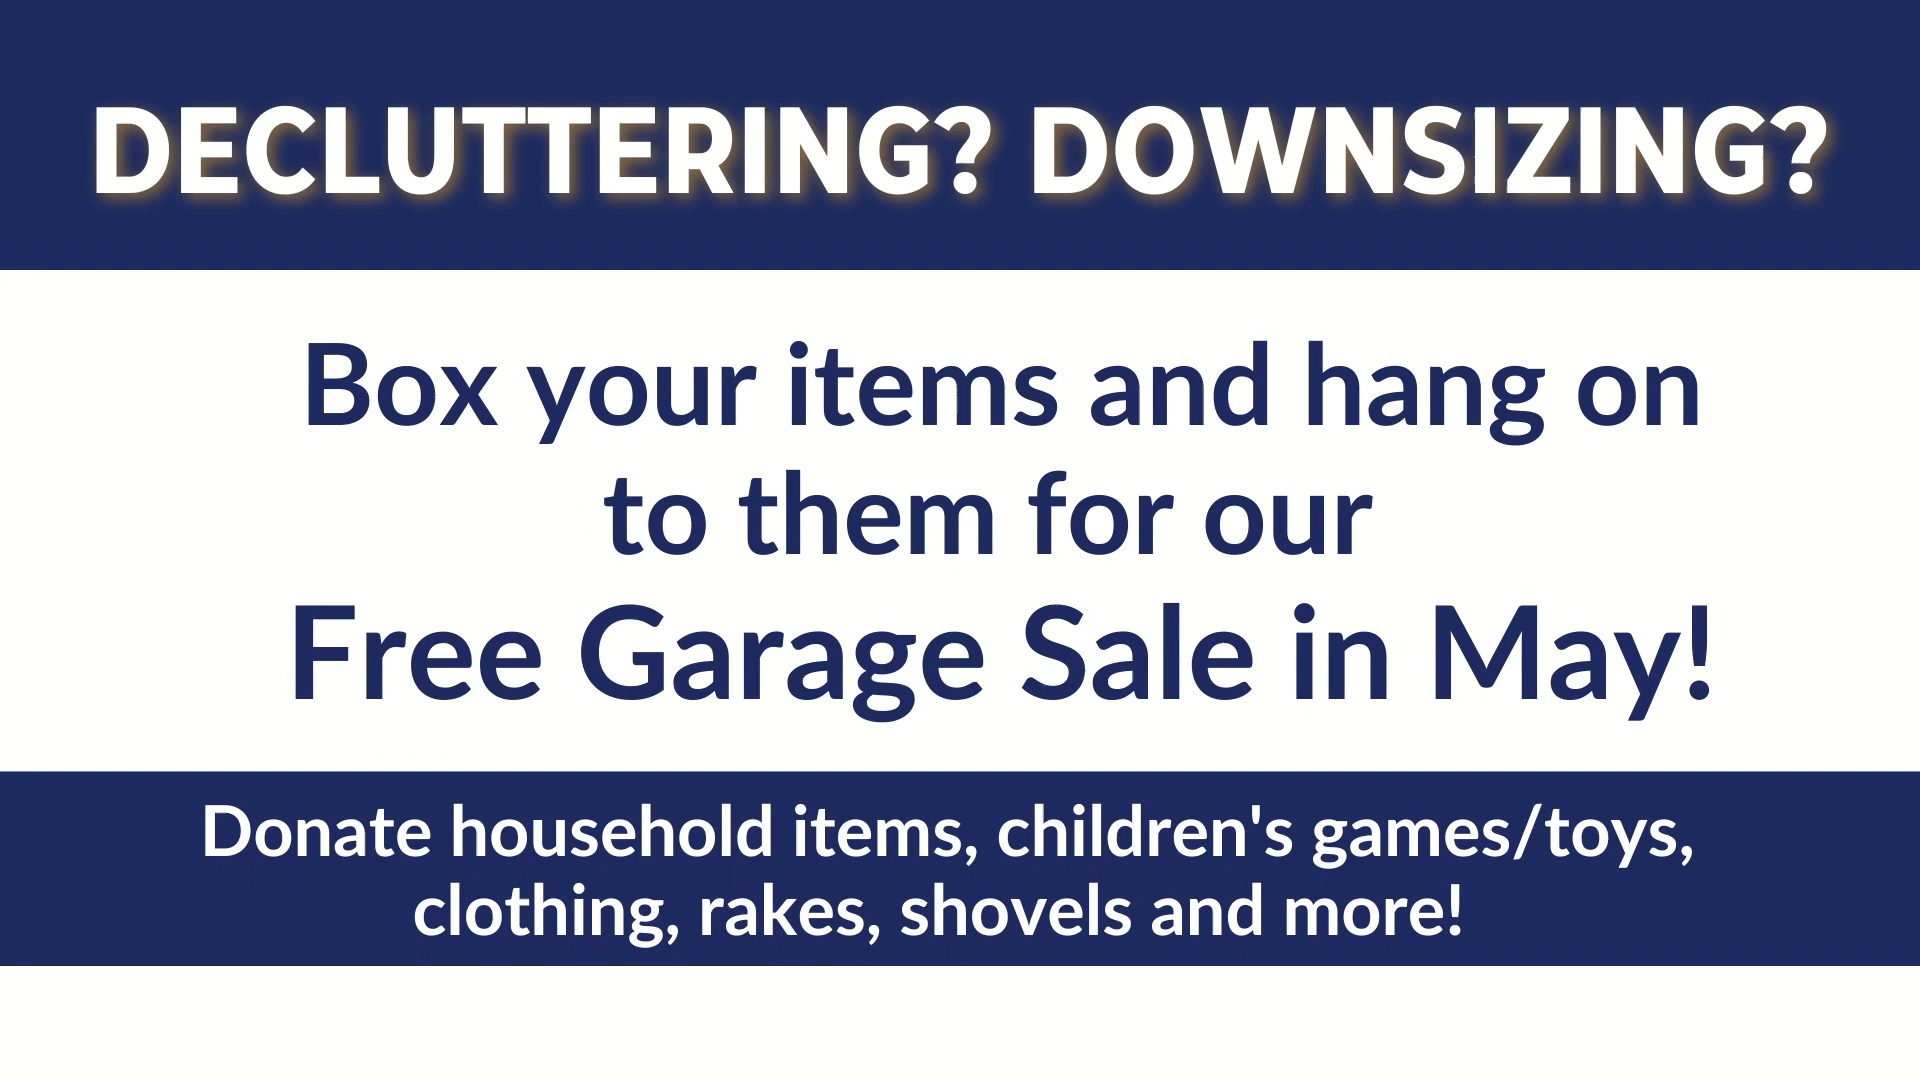 DECLUTTERING? DOWNSIZING?
Box your items and hang on
to them for our
Free Garage Sale in May!
Donate household items, children's games/toys,
clothing, rakes, shovels and more!